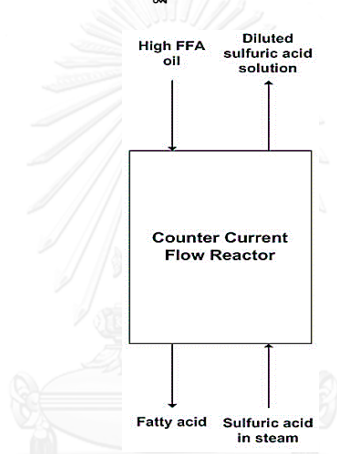 High FFA
oil
Diluted
sulfuric acid
solution
Counter Current
Flow Reactor
Fatty acid
Sulfuric acid
in steam